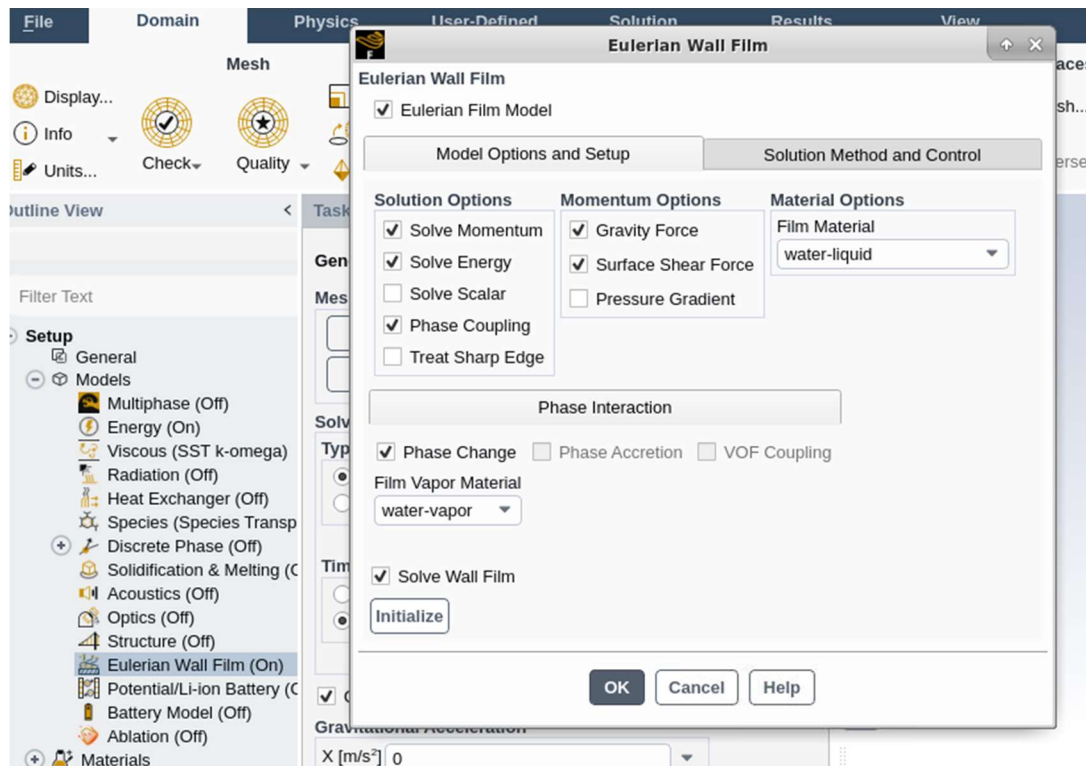 File Domain Physics User-Defined Solution Results View
Eulerian Wall Film
Mesh
Display...
Info
Units...
Check
Quality
sh...
Outline View
Task
Filter Text
Setup
General
Models
Multiphase (Off)
Energy (On)
Viscous (SST k-omega)
Radiation (Off)
Heat Exchanger (Off)
Species (Species Transp
Discrete Phase (Off)
Solidification & Melting (
Acoustics (Off)
Optics (Off)
Structure (Off)
Eulerian Wall Film (On)
Potential/Li-ion Battery (
Battery Model (Off)
Ablation (Off)
Materials
Gen
Mes
Solv
Typ
Tim
Gravitational Acceleration
X [m/s²] 0
Eulerian Wall Film
Eulerian Film Model
Model Options and Setup
Solution Method and Control
Solution Options
Solve Momentum
Solve Energy
Solve Scalar
Phase Coupling
Treat Sharp Edge
Momentum Options
Gravity Force
Surface Shear Force
Pressure Gradient
Material Options
Film Material
water-liquid
Phase Interaction
Phase Change
Phase Accretion
VOF Coupling
Film Vapor Material
water-vapor
Solve Wall Film
Initialize
OK
Cancel
Help